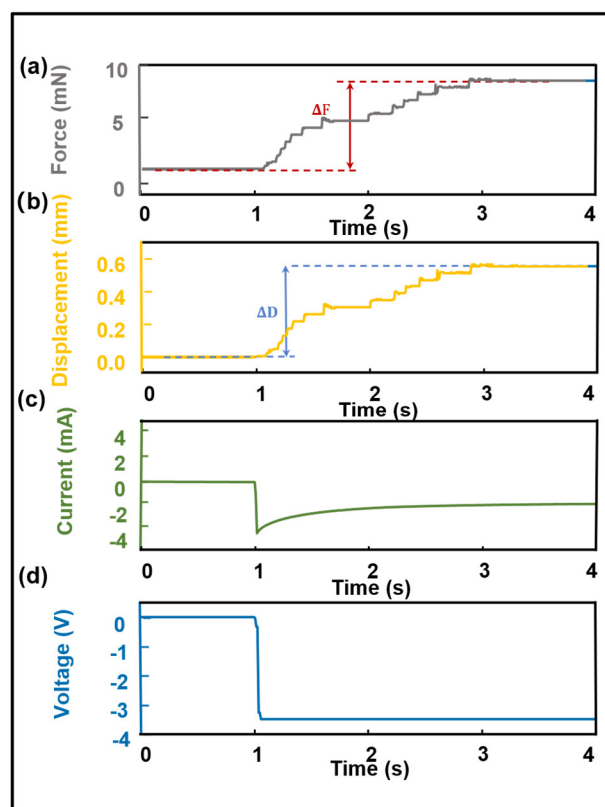 (a)
Force (mN)
10
5
0
ΔF
0 1 2 3 4
Time (s)
(b)
Displacement (mm)
0.6
0.4
0.2
0.0
ΔD
0 1 2 3 4
Time (s)
(c)
Current (mA)
4
2
0
-2
-4
0 1 2 3 4
Time (s)
(d)
Voltage (V)
0
-1
-2
-3
-4
0 1 2 3 4
Time (s)